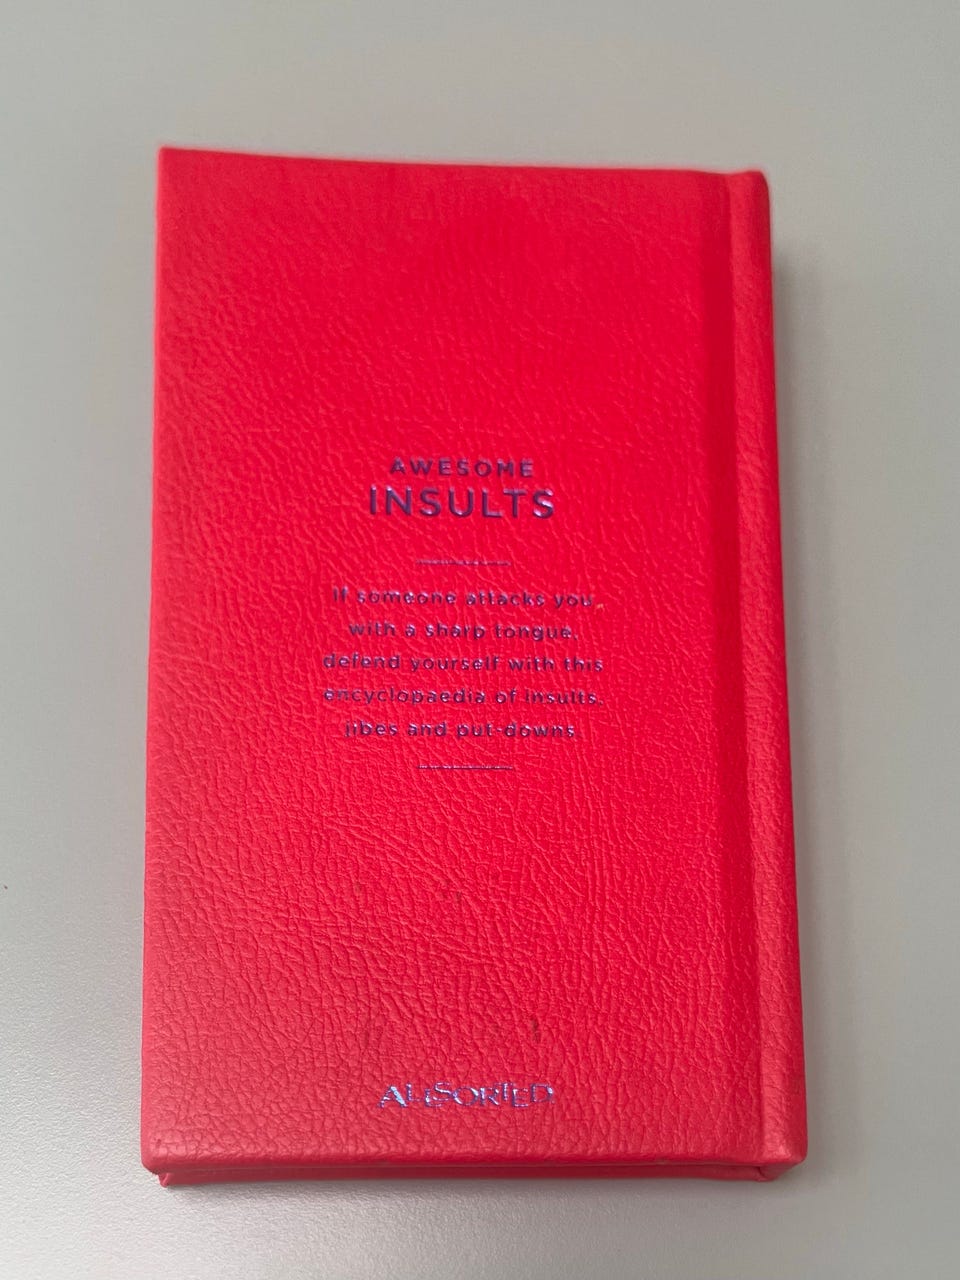 AWESOME
INSULTS
If someone attacks you
with a sharp tongue,
defend yourself with this
encyclopaedia of insults,
jibes and put-downs.
ALLSORTED.